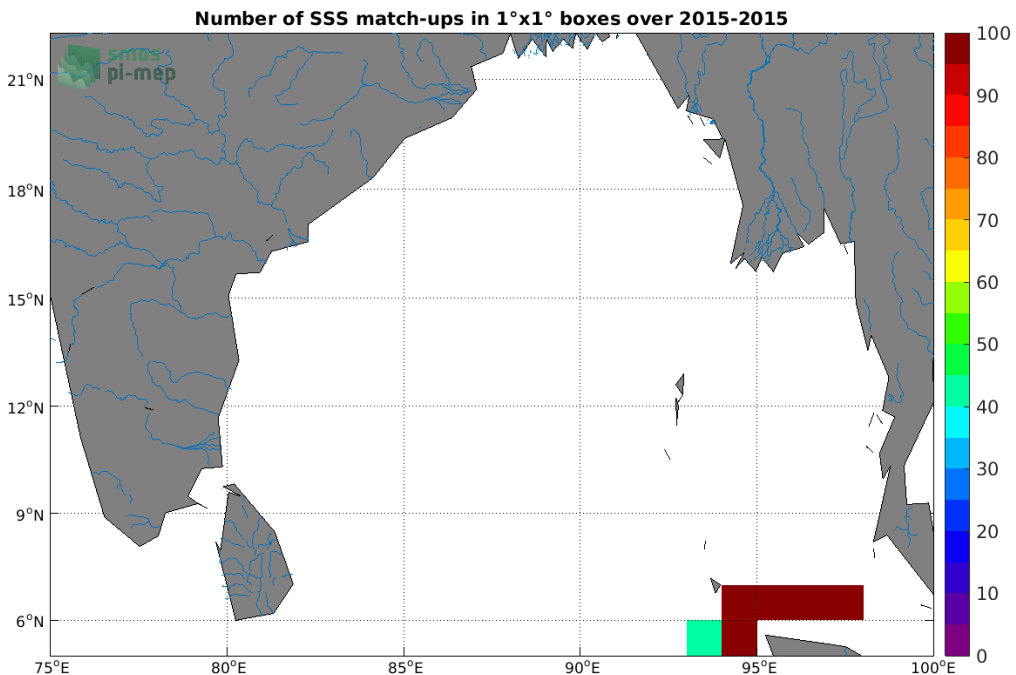 Number of SSS match-ups in 1°x1° boxes over 2015-2015
smos
pi-mep
21°N
18°N
15°N
12°N
9°N
6°N
75°E
80°E
85°E
90°E
95°E
100°E
100
90
80
70
60
50
40
30
20
10
0